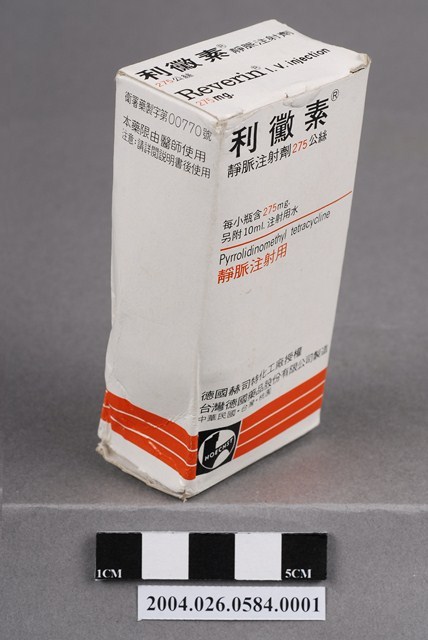 利黴素® 靜脈注射劑
275公絲
Reverin® I.V. injection
275mg.
衛署藥製字第00770號
本藥限由醫師使用
注意:請詳閱說明書後使用
利黴素®
靜脈注射劑275公絲
每小瓶含275mg.
另附10ml.注射用水
Pyrrolidinomethyl tetracycline
靜脈注射用
德國赫司特化工廠授權
台灣德國藥品股份有限公司製造
中華民國·台灣·
HOECHST
1CM
5CM
2004.026.0584.0001